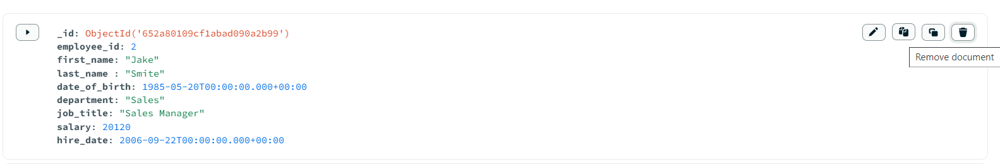 _id: ObjectId('652a80109cf1abad090a2b99')
employee_id: 2
first_name: "Jake"
last_name : "Smite"
date_of_birth: 1985-05-20T00:00:00.000+00:00
department: "Sales"
job_title: "Sales Manager"
salary: 20120
hire_date: 2006-09-22T00:00:00.000+00:00
Remove document